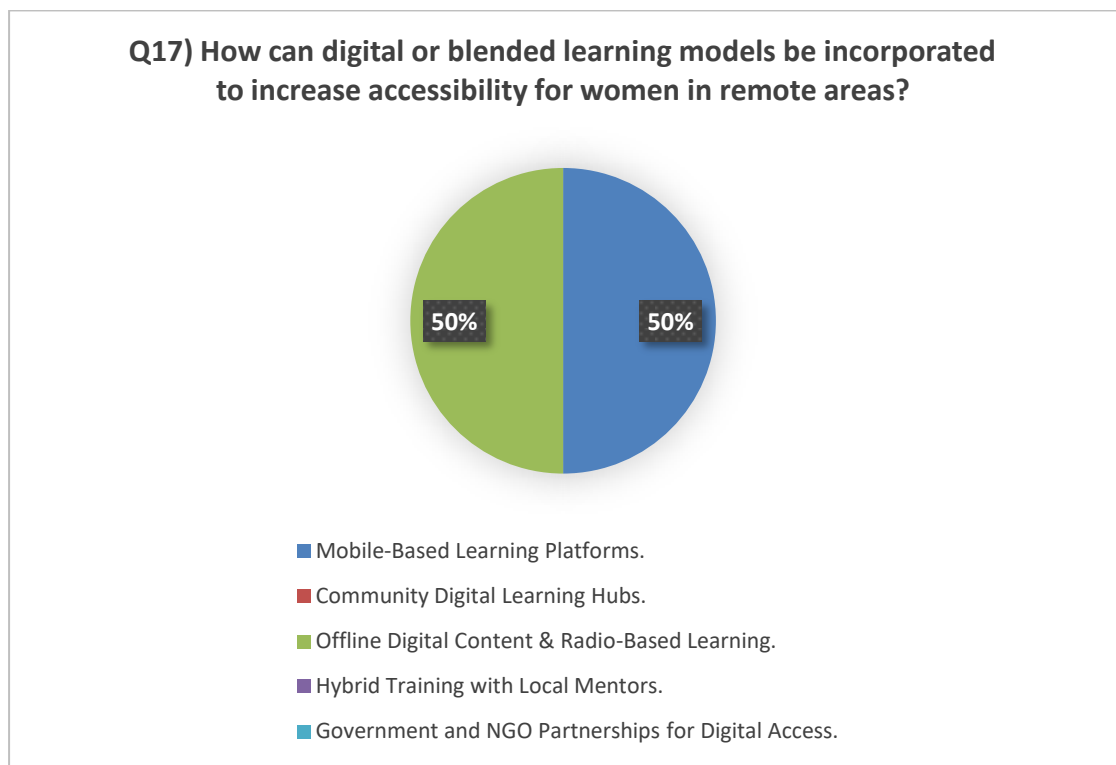 Q17) How can digital or blended learning models be incorporated
to increase accessibility for women in remote areas?
50%
50%
Mobile-Based Learning Platforms.
Community Digital Learning Hubs.
Offline Digital Content & Radio-Based Learning.
Hybrid Training with Local Mentors.
Government and NGO Partnerships for Digital Access.